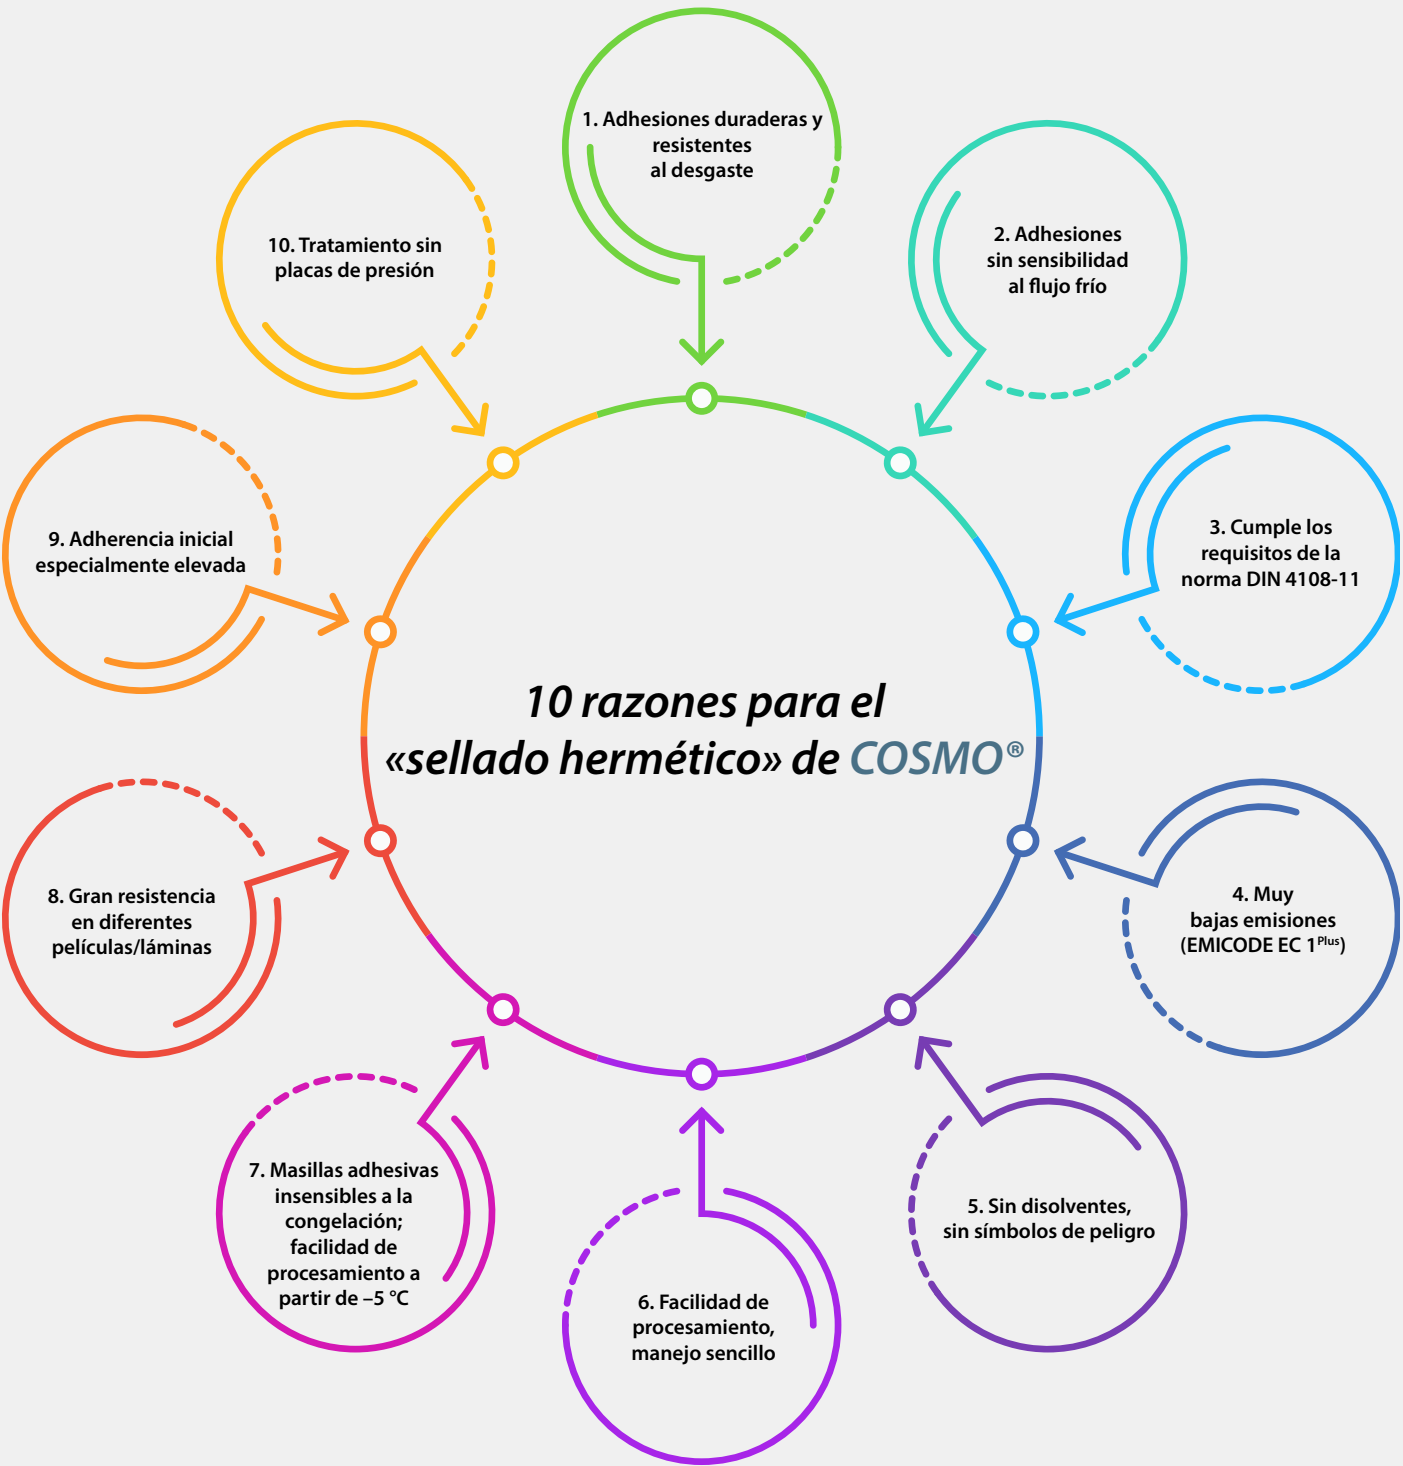 1. Adhesiones duraderas y
resistentes
al desgaste
2. Adhesiones
sin sensibilidad
al flujo frío
3. Cumple los
requisitos de la
norma DIN 4108-11
4. Muy
bajas emisiones
(EMICODE EC 1Plus)
5. Sin disolventes,
sin símbolos de peligro
6. Facilidad de
procesamiento,
manejo sencillo
7. Masillas adhesivas
insensibles a la
congelación;
facilidad de
procesamiento a
partir de –5 °C
8. Gran resistencia
en diferentes
películas/láminas
9. Adherencia inicial
especialmente elevada
10. Tratamiento sin
placas de presión
10 razones para el
«sellado hermético» de COSMO®